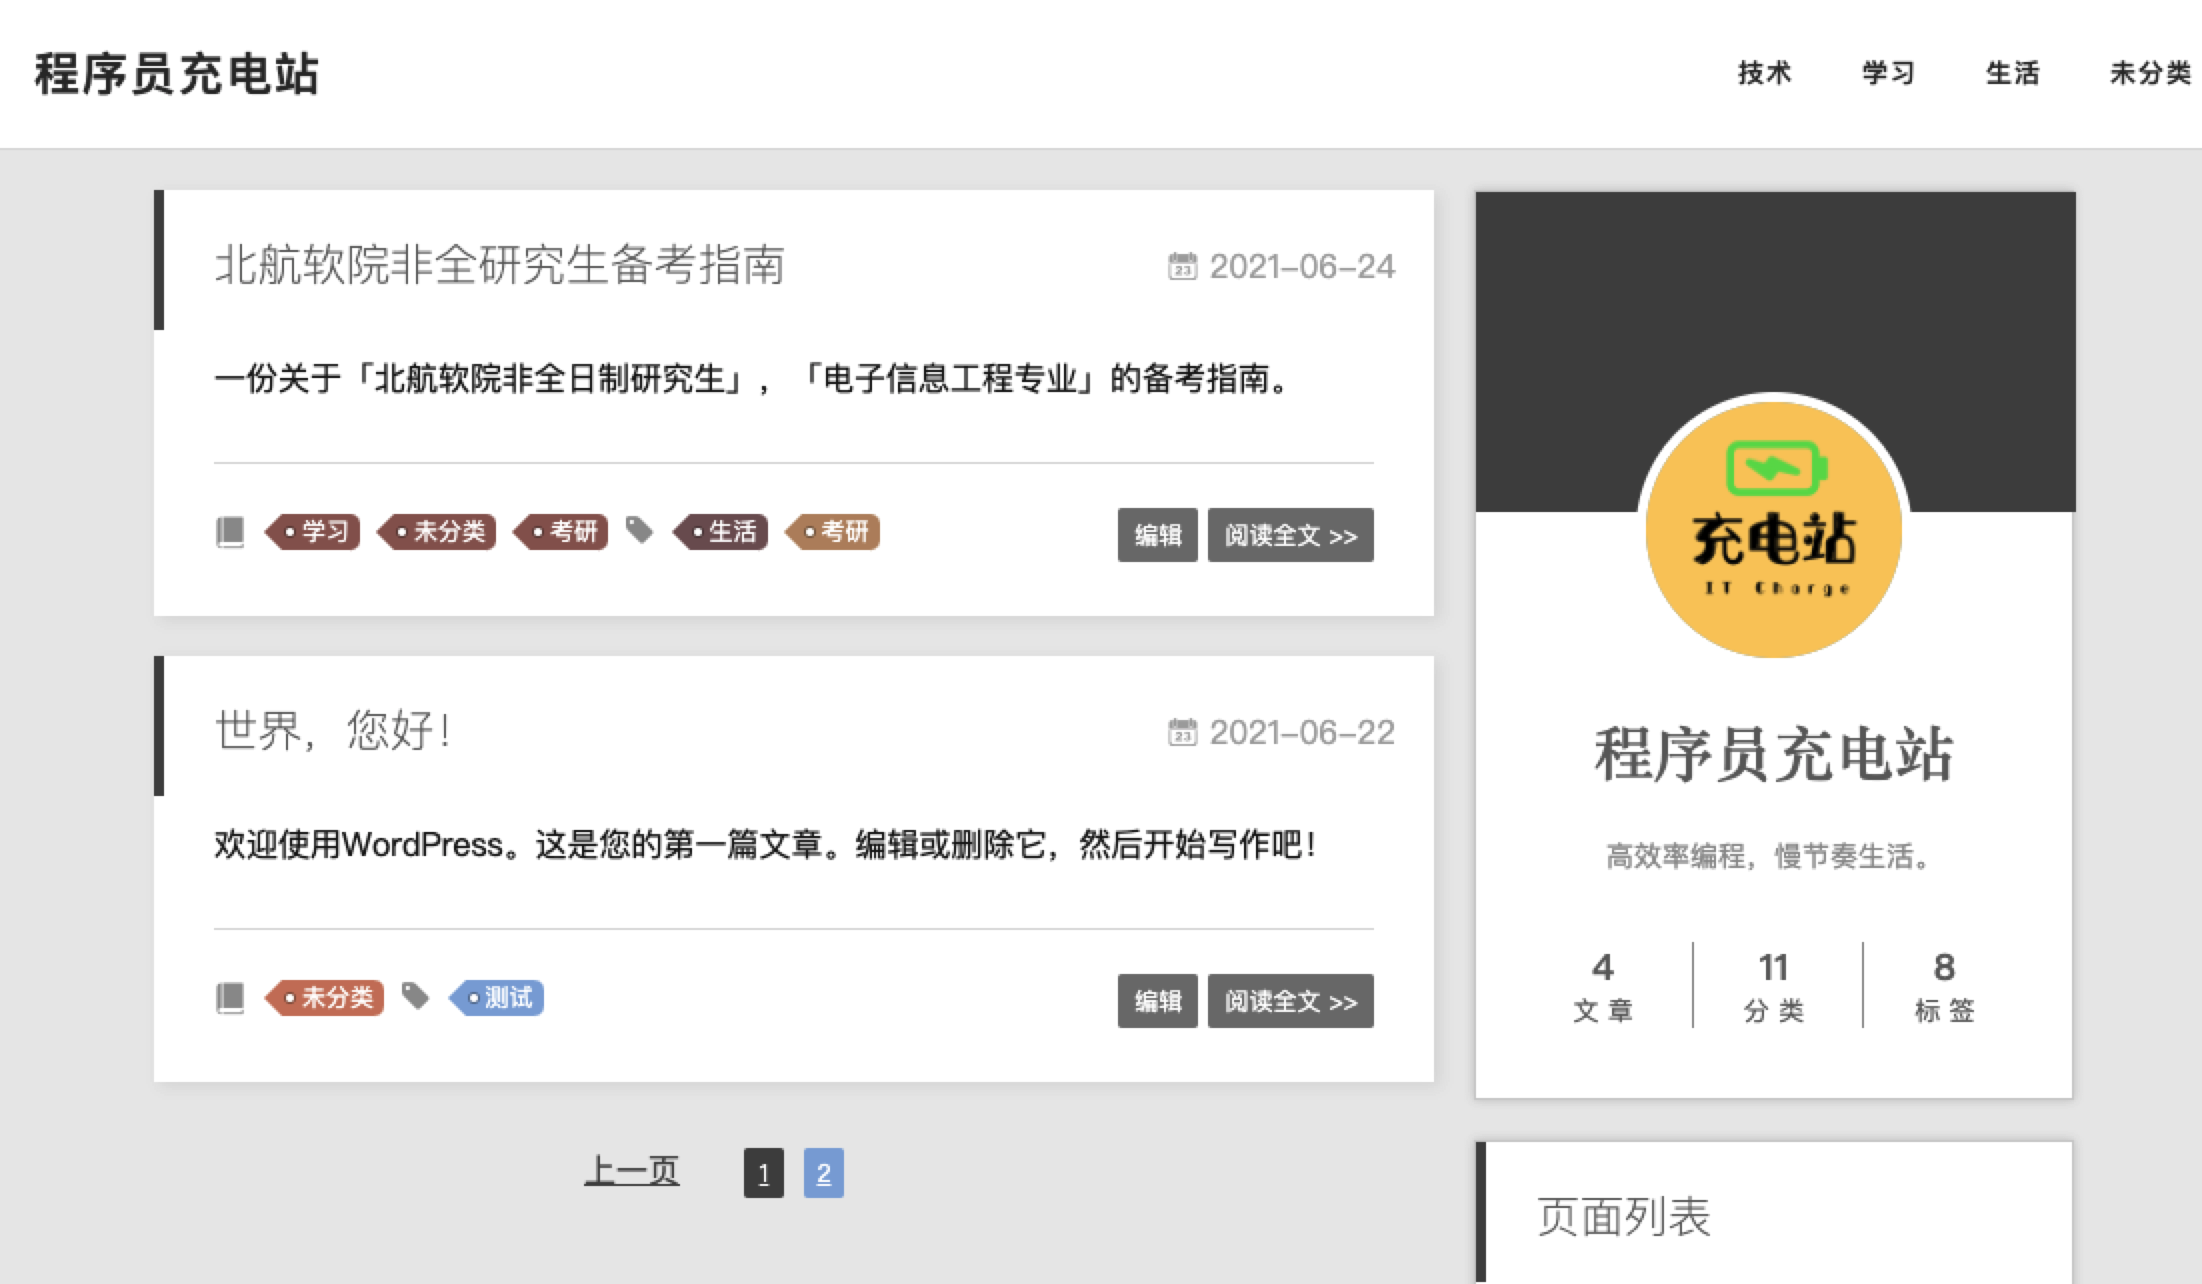 程序员充电站
技术 学习 生活 未分类
北航软院非全研究生备考指南
23 2021-06-24
一份关于「北航软院非全日制研究生」，「电子信息工程专业」的备考指南。
学习 未分类 考研 生活 考研
编辑 阅读全文 >>
世界，您好！
23 2021-06-22
欢迎使用WordPress。这是您的第一篇文章。编辑或删除它，然后开始写作吧！
未分类 测试
编辑 阅读全文 >>
上一页 1 2
充电站
IT Charge
程序员充电站
高效率编程，慢节奏生活。
4 11 8
文章 分类 标签
页面列表